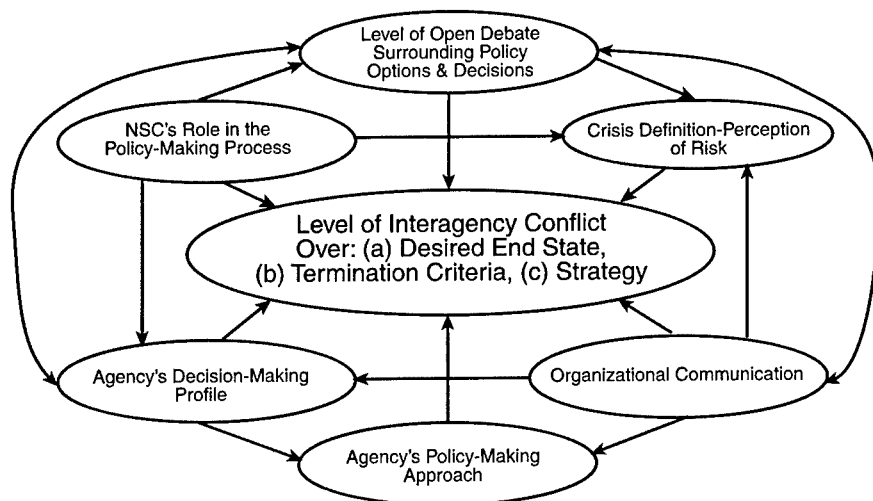 Level of Open Debate
Surrounding Policy
Options & Decisions
NSC's Role in the
Policy-Making Process
Crisis Definition-Perception
of Risk
Level of Interagency Conflict
Over: (a) Desired End State,
(b) Termination Criteria, (c) Strategy
Agency's Decision-Making
Profile
Organizational Communication
Agency's Policy-Making
Approach